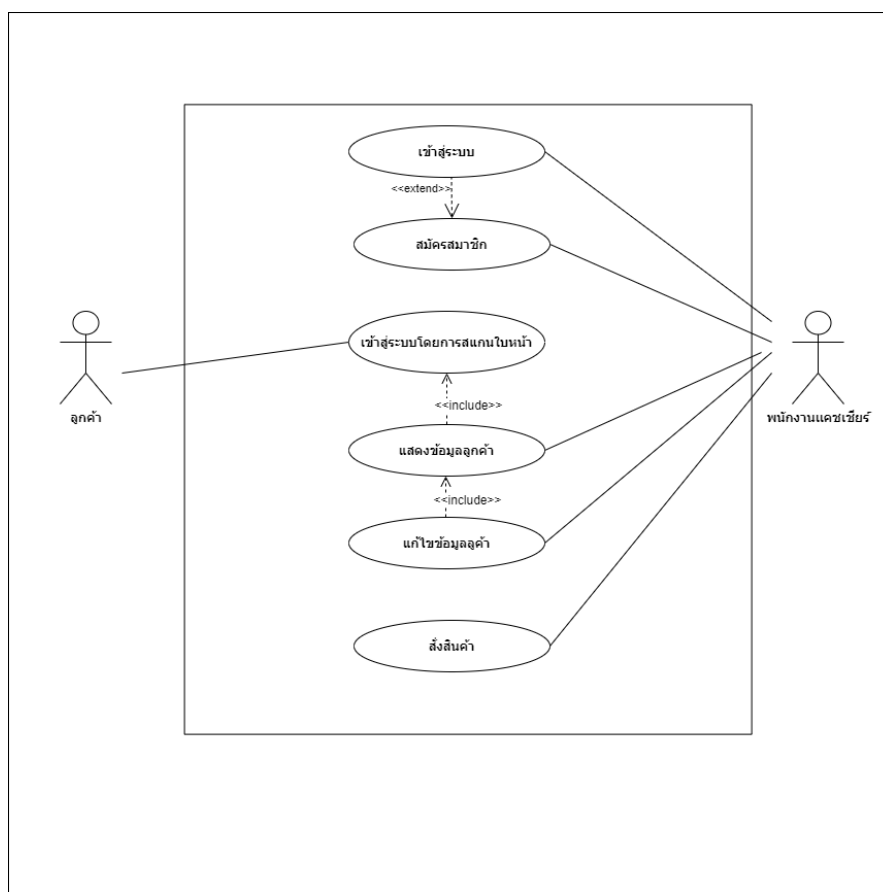 เข้าสู่ระบบ
<<extend>>
สมัครสมาชิก
เข้าสู่ระบบโดยการสแกนใบหน้า
<<include>>
ลูกค้า
พนักงานแคชเชียร์
แสดงข้อมูลลูกค้า
<<include>>
แก้ไขข้อมูลลูค้า
สั่งสินค้า